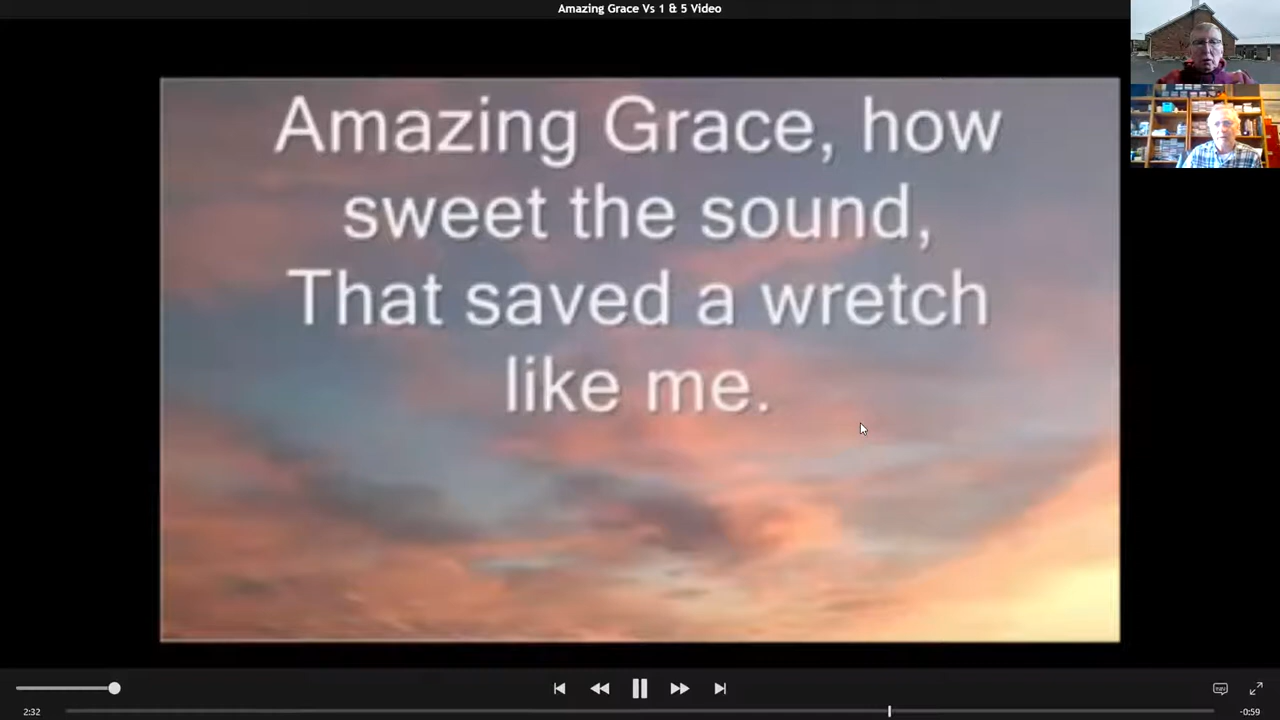 Amazing Grace Vs 1 & 5 Video
Amazing Grace, how
sweet the sound,
That saved a wretch
like me.
2:32
-0:59